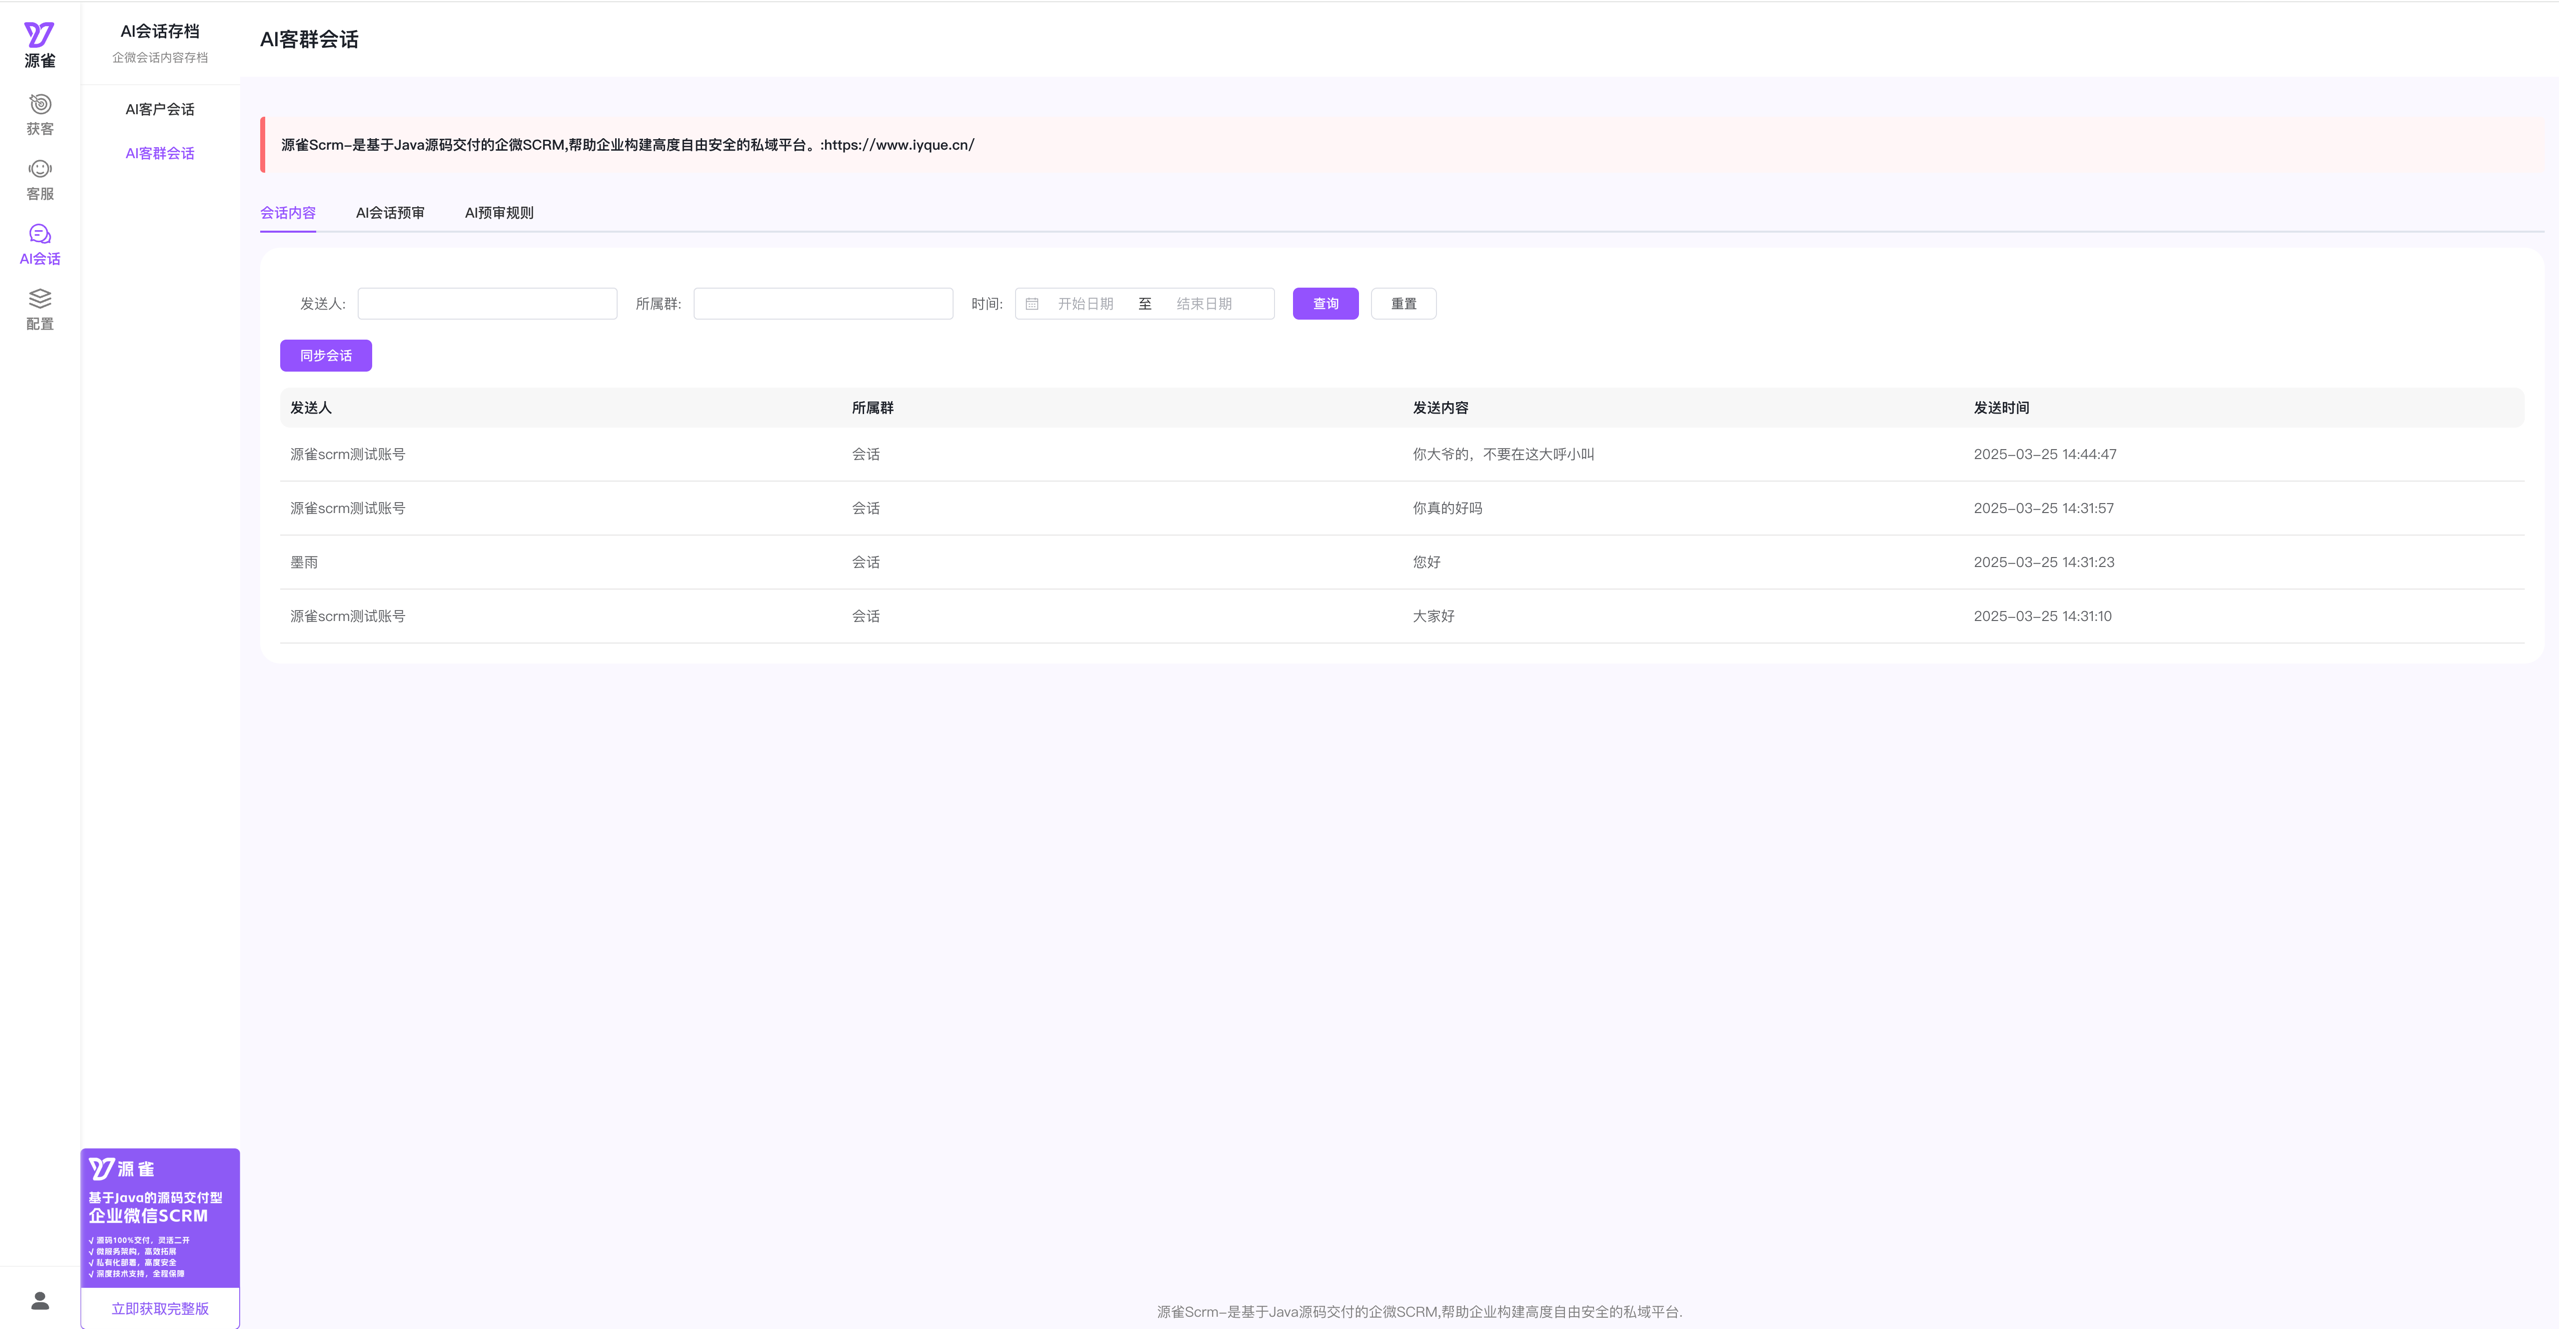 源雀
获客
客服
AI会话
配置
AI会话存档
企微会话内容存档
AI客户会话
AI客群会话
AI客群会话
源雀Scrm-是基于Java源码交付的企微SCRM,帮助企业构建高度自由安全的私域平台。:https://www.iyque.cn/
会话内容 AI会话预审 AI预审规则
发送人: 所属群: 时间: 开始日期 至 结束日期 查询 重置
同步会话
发送人 所属群 发送内容 发送时间
源雀scrm测试账号 会话 你大爷的，不要在这大呼小叫 2025-03-25 14:44:47
源雀scrm测试账号 会话 你真的好吗 2025-03-25 14:31:57
墨雨 会话 您好 2025-03-25 14:31:23
源雀scrm测试账号 会话 大家好 2025-03-25 14:31:10
源雀
基于Java的源码交付型
企业微信SCRM
√ 源码100%交付，灵活二开
√ 微服务架构，高效拓展
√ 私有化部署，高度安全
√ 深度技术支持，全程保障
立即获取完整版
源雀Scrm-是基于Java源码交付的企微SCRM,帮助企业构建高度自由安全的私域平台.